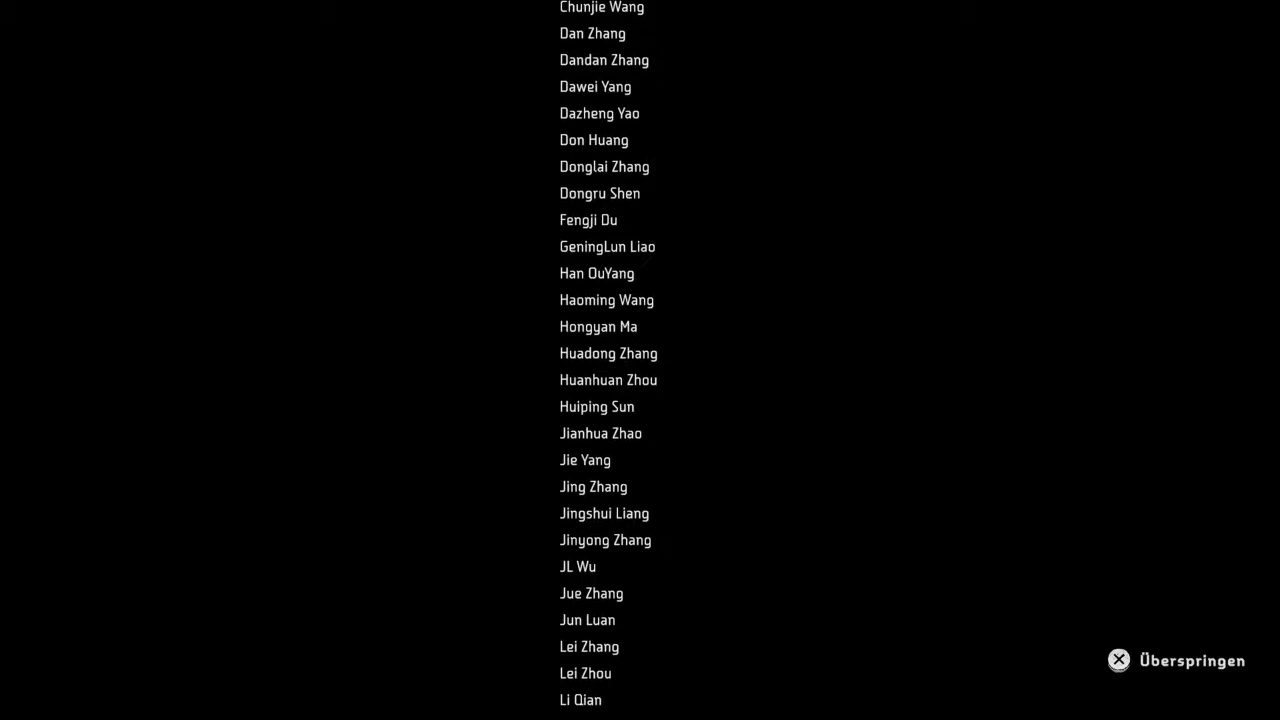 Chunjie Wang
Dan Zhang
Dandan Zhang
Dawei Yang
Dazheng Yao
Don Huang
Donglai Zhang
Dongru Shen
Fengji Du
GeningLun Liao
Han OuYang
Haoming Wang
Hongyan Ma
Huadong Zhang
Huanhuan Zhou
Huiping Sun
Jianhua Zhao
Jie Yang
Jing Zhang
Jingshui Liang
Jinyong Zhang
JL Wu
Jue Zhang
Jun Luan
Lei Zhang
Lei Zhou
Li Qian
Überspringen